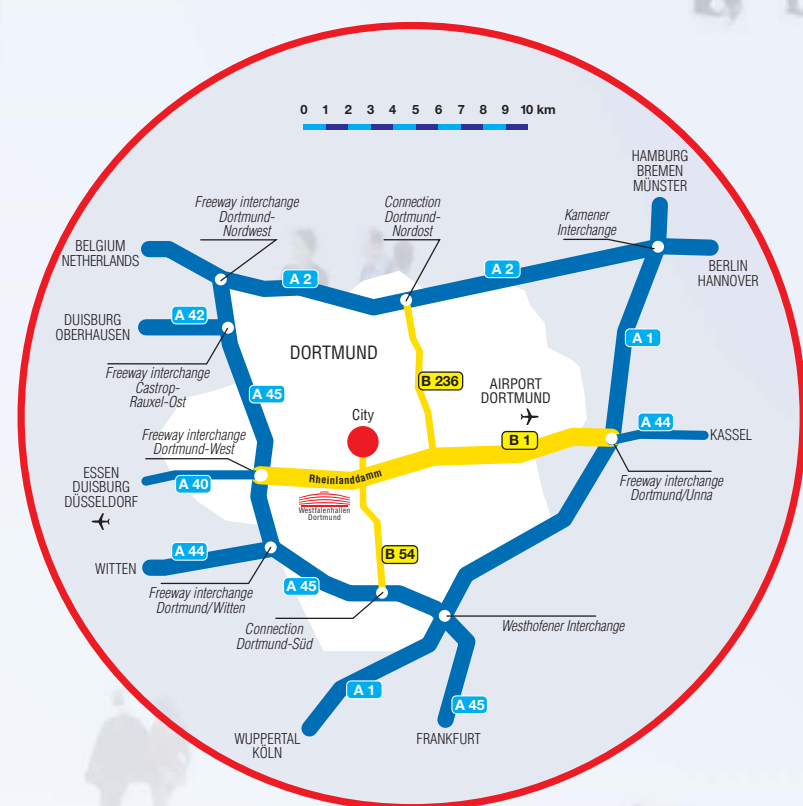 0 1 2 3 4 5 6 7 8 9 10 km
HAMBURG
BREMEN
MÜNSTER
Freeway interchange
Dortmund-
Nordwest
Connection
Dortmund-
Nordost
Kamener
Interchange
BELGIUM
NETHERLANDS
BERLIN
HANNOVER
A 2
A 2
DUISBURG
OBERHAUSEN
A 42
A 1
DORTMUND
Freeway interchange
Castrop-
Rauxel-Ost
A 45
B 236
AIRPORT
DORTMUND
City
B 1
A 44
KASSEL
Freeway interchange
Dortmund-West
Rheinlanddamm
ESSEN
DUISBURG
DÜSSELDORF
A 40
Freeway interchange
Dortmund/Unna
Westfalenhallen
Dortmund
A 44
B 54
WITTEN
A 45
Freeway interchange
Dortmund/Witten
Connection
Dortmund-Süd
Westhofener Interchange
A 1
A 45
WUPPERTAL
KÖLN
FRANKFURT